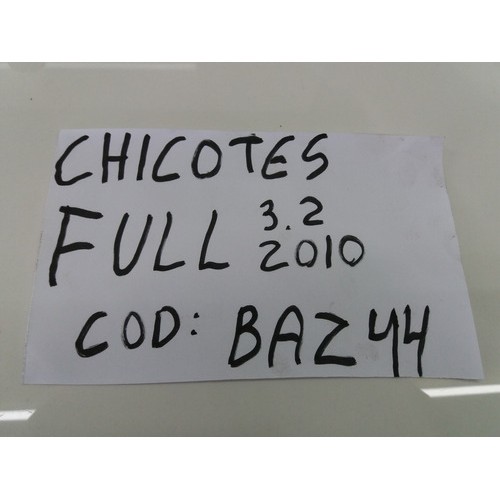 CHICOTES
FULL 3.2
2010
COD: BAZ44